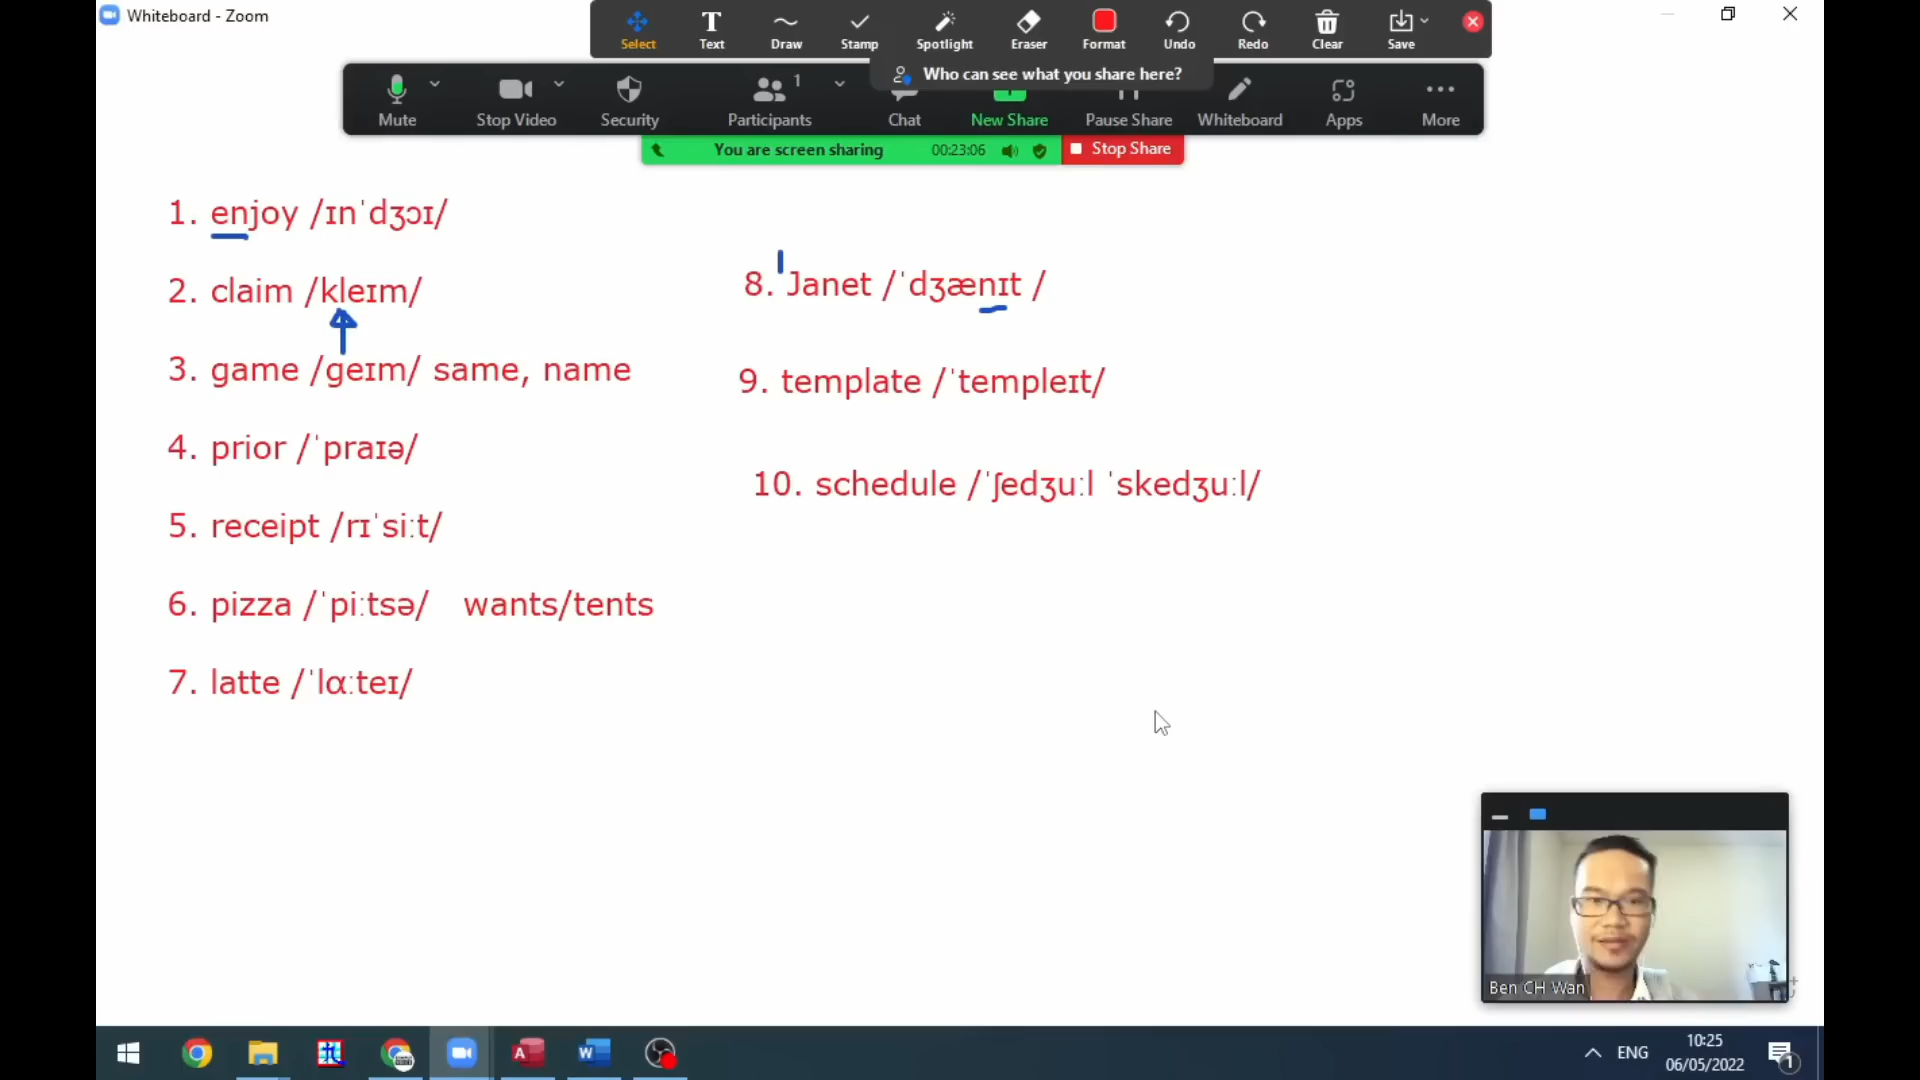 Whiteboard - Zoom
Select Text Draw Stamp Spotlight Eraser Format Undo Redo Clear Save
Who can see what you share here?
Mute Stop Video Security Participants 1 Chat New Share Pause Share Whiteboard Apps More
You are screen sharing 00:23:06 Stop Share
1. enjoy /ɪnˈdʒɔɪ/
2. claim /kleɪm/
3. game /geɪm/ same, name
4. prior /ˈpraɪə/
5. receipt /rɪˈsiːt/
6. pizza /ˈpiːtsə/ wants/tents
7. latte /ˈlɑːteɪ/
8. Janet /ˈdʒænɪt /
9. template /ˈtempleɪt/
10. schedule /ˈʃedʒuːl ˈskedʒuːl/
Ben CH Wan
ENG
10:25
06/05/2022
1